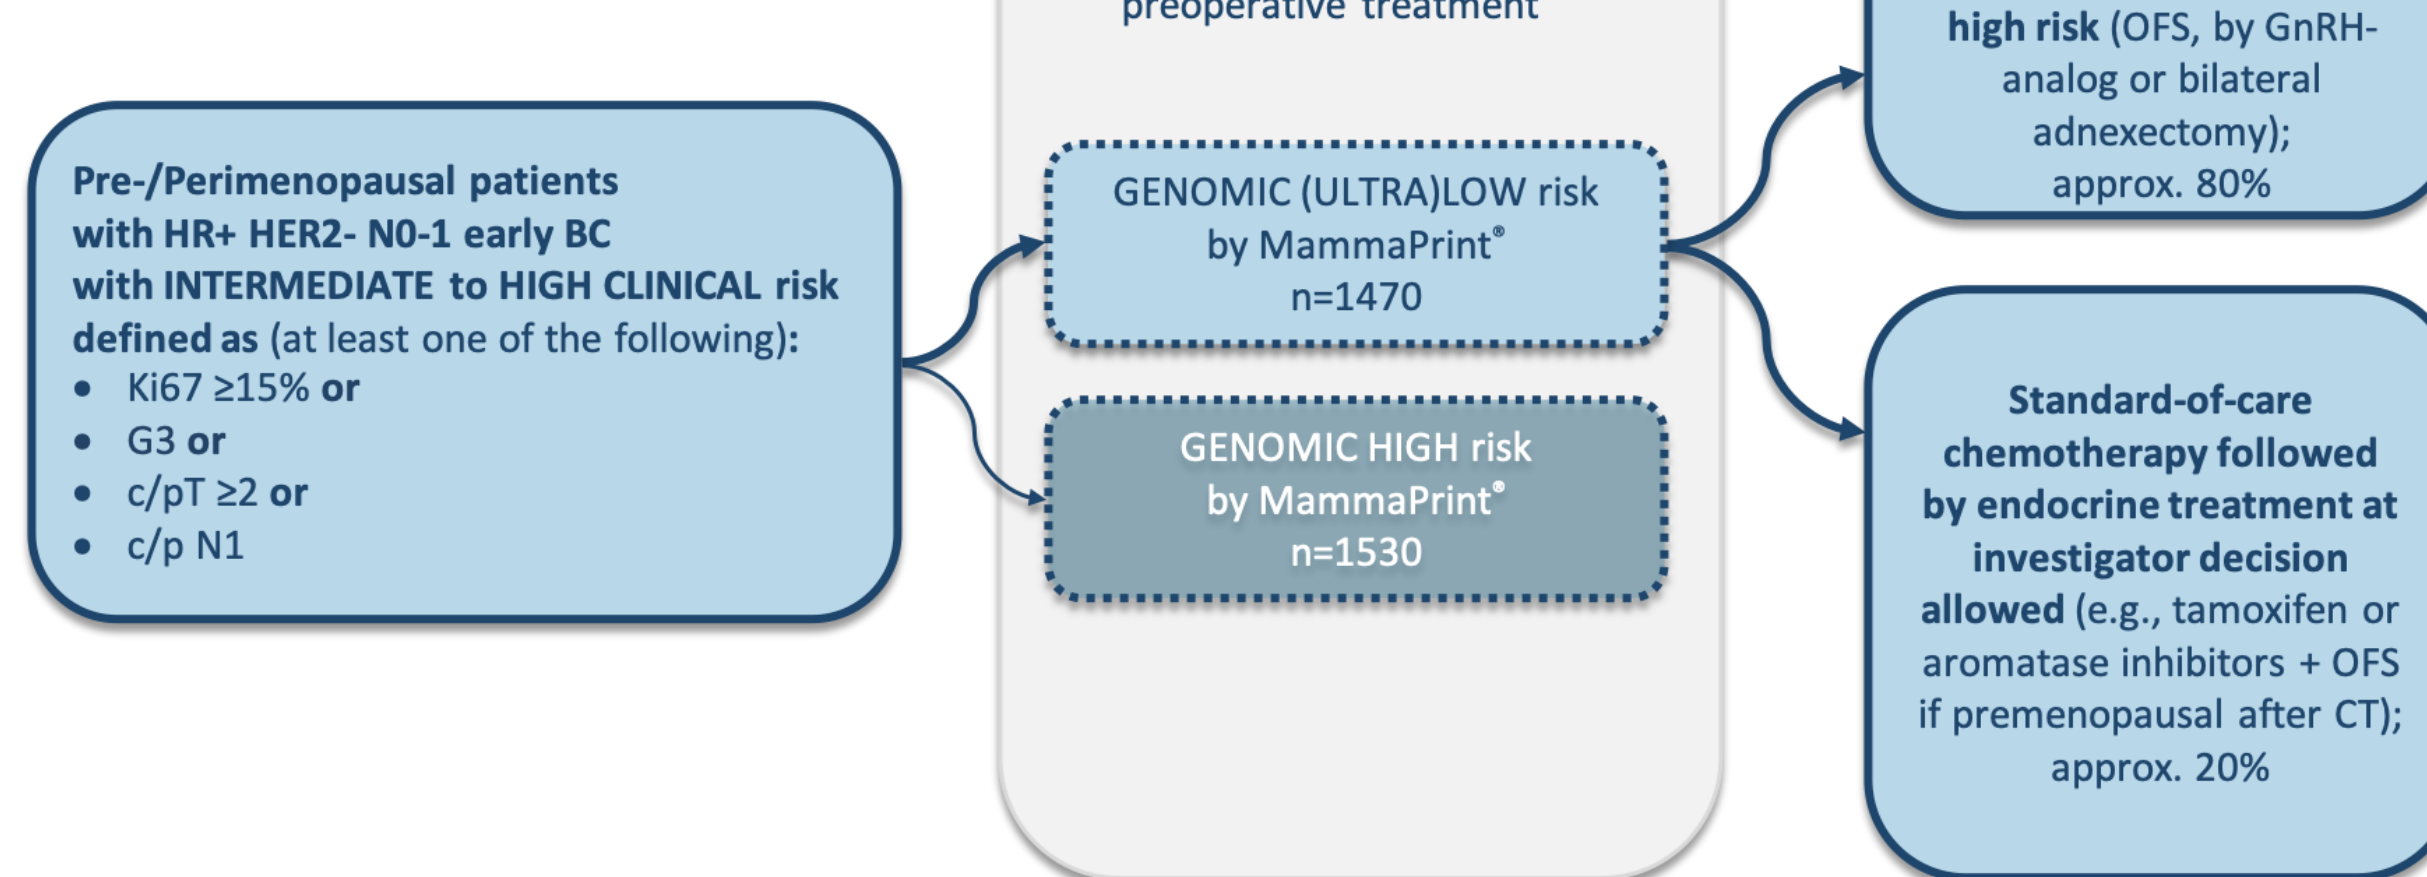 Pre-/Perimenopausal patients
with HR+ HER2- N0-1 early BC
with INTERMEDIATE to HIGH CLINICAL risk
defined as (at least one of the following):
• Ki67 ≥15% or
• G3 or
• c/pT ≥2 or
• c/p N1
preoperative treatment
GENOMIC (ULTRA)LOW risk
by MammaPrint®
n=1470
GENOMIC HIGH risk
by MammaPrint®
n=1530
high risk (OFS, by GnRH-
analog or bilateral
adnexectomy);
approx. 80%
Standard-of-care
chemotherapy followed
by endocrine treatment at
investigator decision
allowed (e.g., tamoxifen or
aromatase inhibitors + OFS
if premenopausal after CT);
approx. 20%